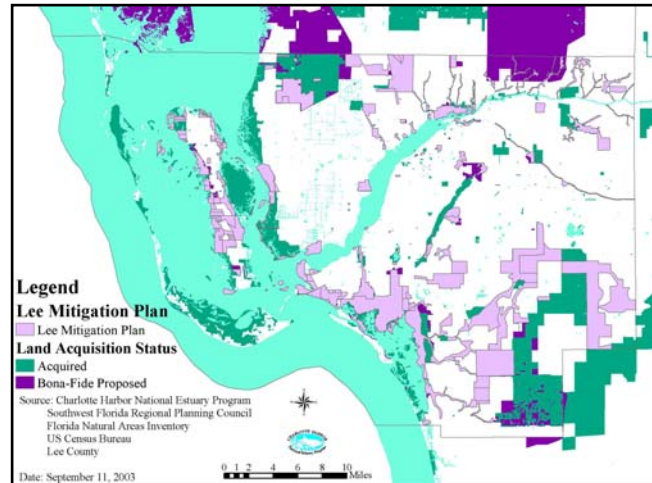 Legend
Lee Mitigation Plan
Lee Mitigation Plan
Land Acquisition Status
Acquired
Bona-Fide Proposed
Source: Charlotte Harbor National Estuary Program
Southwest Florida Regional Planning Council
Florida Natural Areas Inventory
US Census Bureau
Lee County
Date: September 11, 2003
CHARLOTTE HARBOR
0 1 2 4 6 8 10
Miles